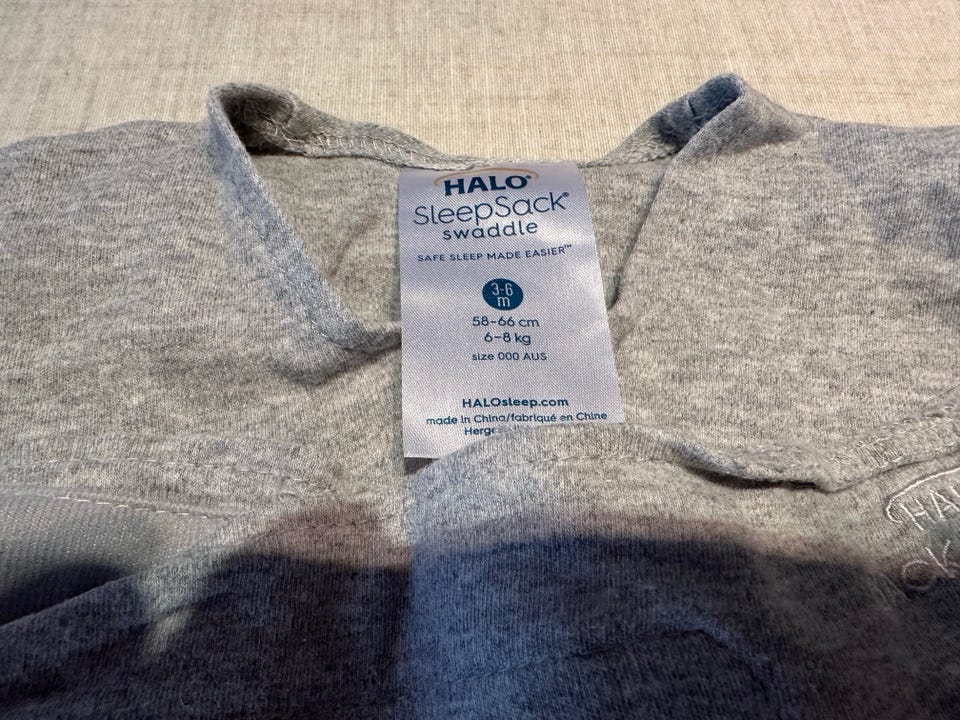 HALO®
SleepSack®
swaddle
SAFE SLEEP MADE EASIER™
3-6
m
58-66 cm
6-8 kg
size 000 AUS
HALOsleep.com
made in China/fabriqué en Chine